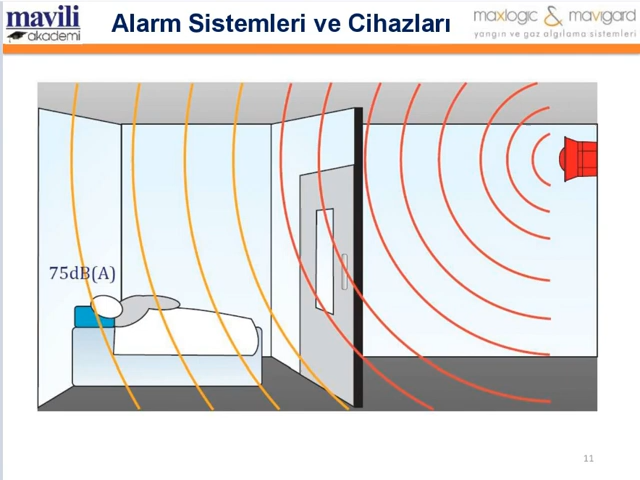 mavili
akademi
Alarm Sistemleri ve Cihazları
maxlogic & mavigard
yangın ve gaz algılama sistemleri
75dB(A)
11